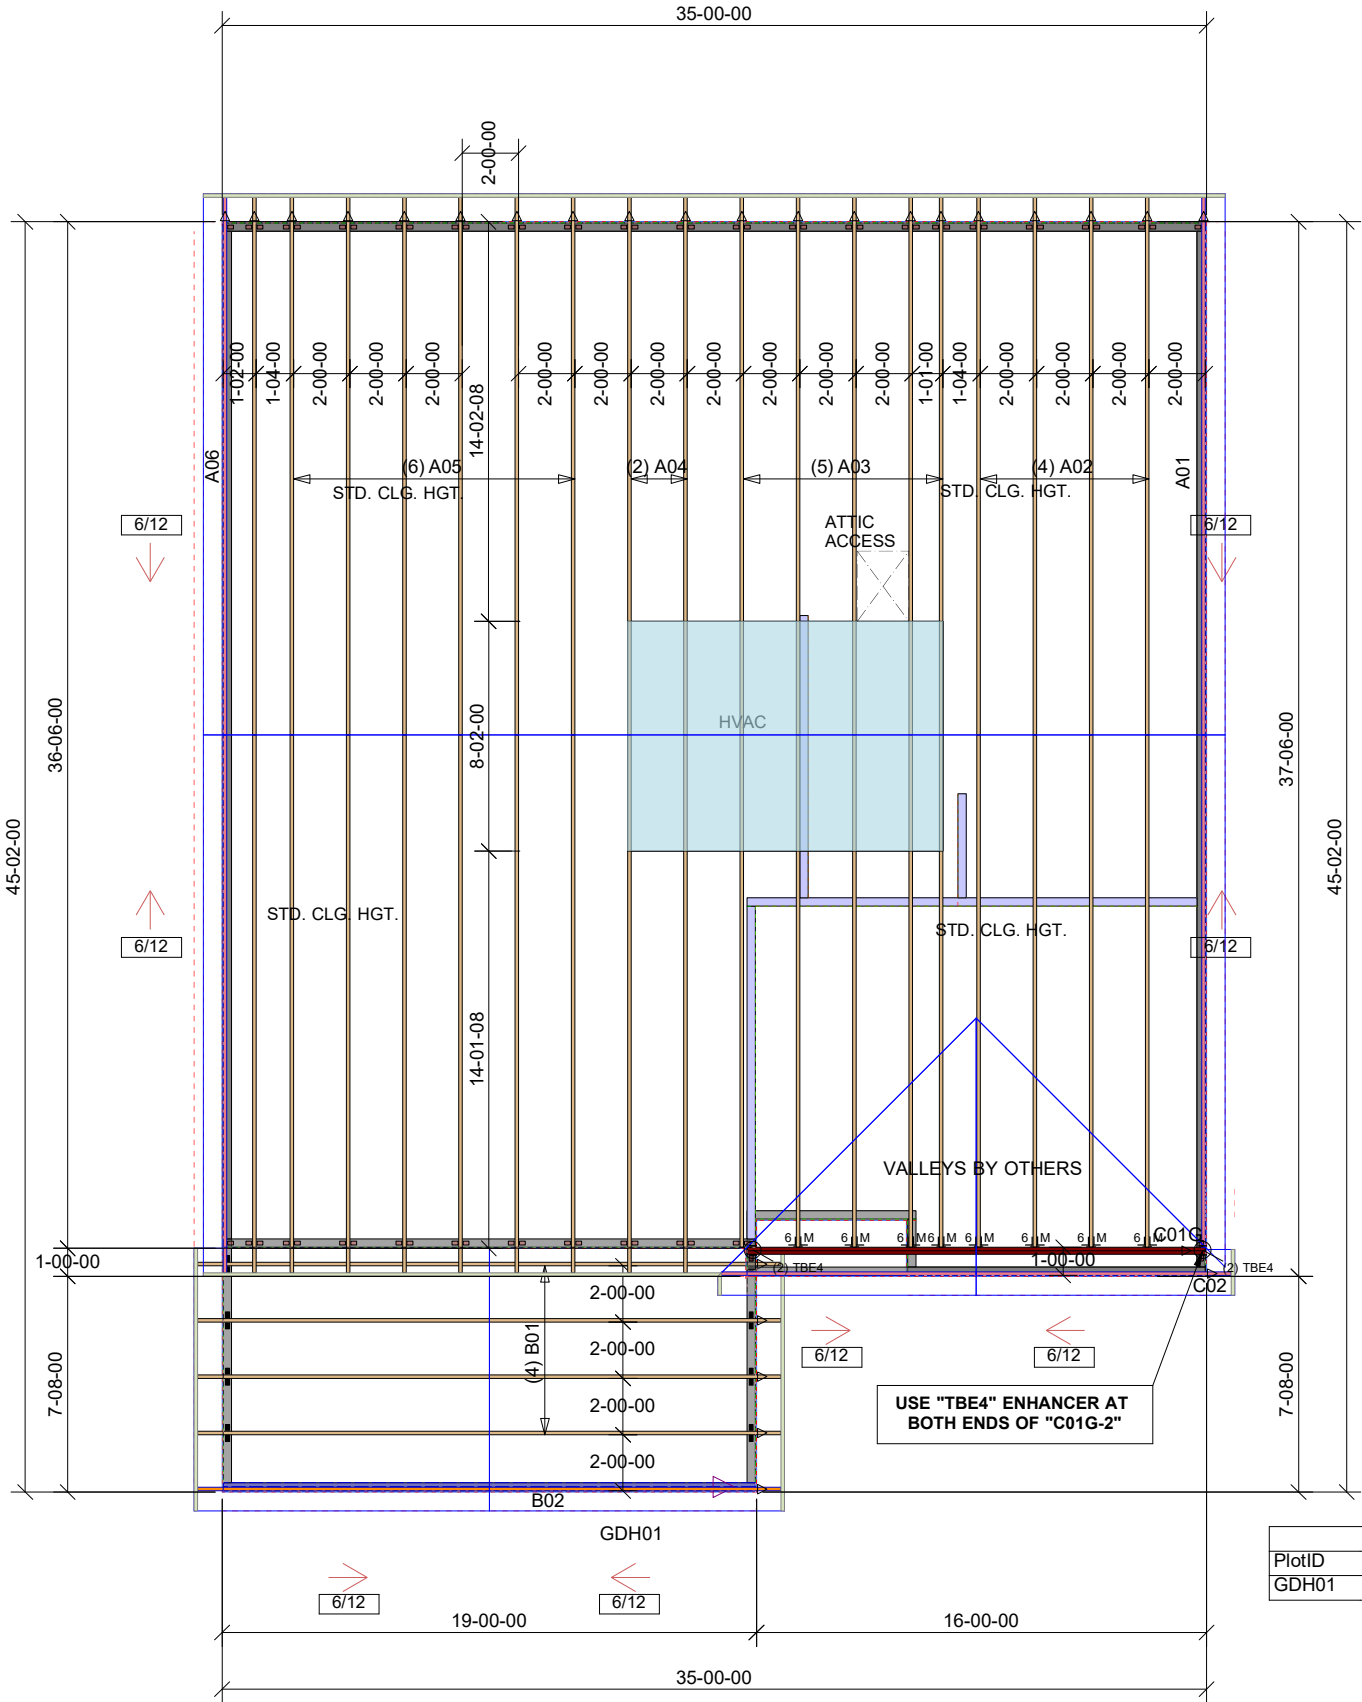 35-00-00
2-00-00
1-02-00
1-04-00
2-00-00
2-00-00
2-00-00
2-00-00
2-00-00
2-00-00
2-00-00
2-00-00
2-00-00
2-00-00
1-01-00
1-04-00
2-00-00
2-00-00
2-00-00
2-00-00
14-02-08
A06
(6) A05
(2) A04
(5) A03
(4) A02
A01
STD. CLG. HGT.
STD. CLG. HGT.
ATTIC
ACCESS
6/12
6/12
HVAC
8-02-00
36-06-00
37-06-00
45-02-00
45-02-00
STD. CLG. HGT.
STD. CLG. HGT.
6/12
6/12
14-01-08
VALLEYS BY OTHERS
6 M
6 M
6 M
6 M
6 M
6 M
6 M
6 M
C01G
1-00-00
1-00-00
(2) TBE4
(2) TBE4
C02
2-00-00
2-00-00
2-00-00
2-00-00
(4) B01
6/12
6/12
7-08-00
7-08-00
USE "TBE4" ENHANCER AT
BOTH ENDS OF "C01G-2"
B02
GDH01
PlotID
GDH01
6/12
6/12
19-00-00
16-00-00
35-00-00